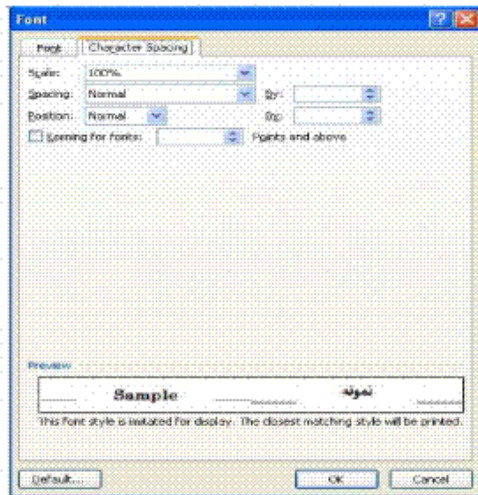 Font
Font Character Spacing
Scale: 100%
Spacing: Normal By:
Position: Normal By:
Kerning for fonts: Points and above
Preview
Sample نمونه
This font style is imitated for display. The closest matching style will be printed.
Default... OK Cancel